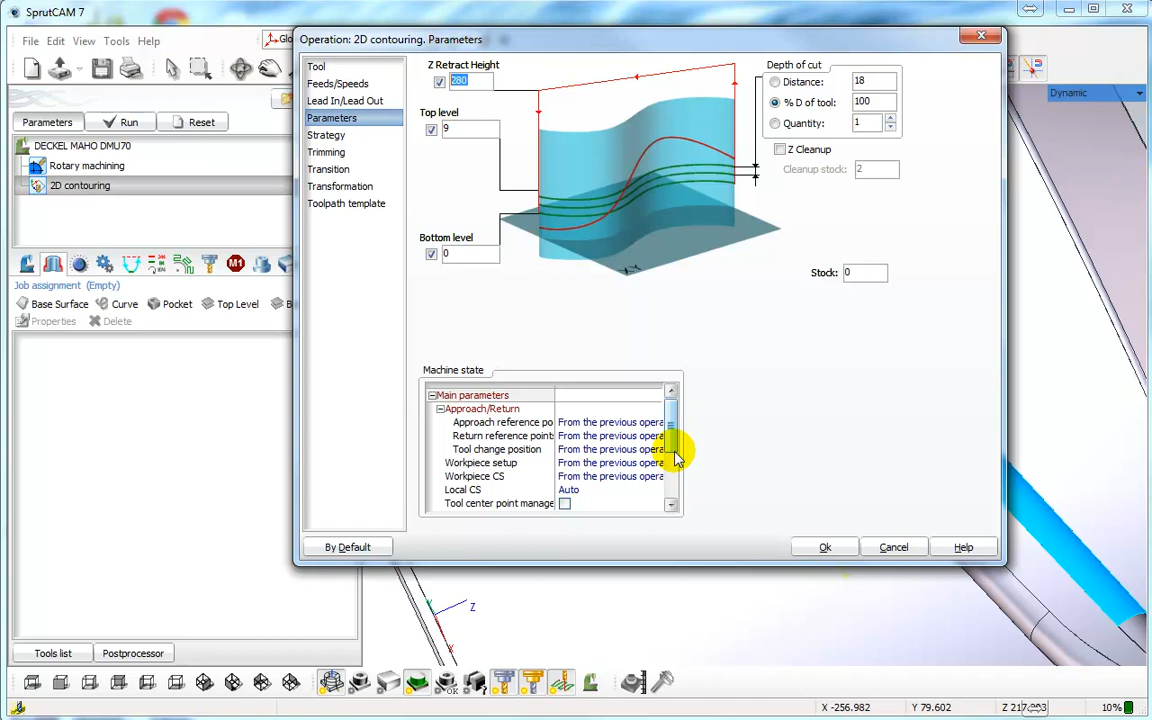 SprutCAM 7
File Edit View Tools Help
Glo
Parameters Run Reset
DECKEL MAHO DMU70
Rotary machining
2D contouring
M1
Job assignment (Empty)
Base Surface Curve Pocket Top Level B
Properties Delete
Tools list Postprocessor
Operation: 2D contouring. Parameters
Tool
Feeds/Speeds
Lead In/Lead Out
Parameters
Strategy
Trimming
Transition
Transformation
Toolpath template
By Default
Z Retract Height
280
Top level
9
Bottom level
0
X Y
Depth of cut
Distance: 18
% D of tool: 100
Quantity: 1
Z Cleanup
Cleanup stock: 2
Stock: 0
Machine state
Main parameters
Approach/Return
Approach reference po From the previous opera
Return reference point: From the previous opera
Tool change position From the previous opera
Workpiece setup From the previous opera
Workpiece CS From the previous opera
Local CS Auto
Tool center point manage
Ok Cancel Help
Dynamic
Y Z X
OK
X -256.982 Y 79.602 10%